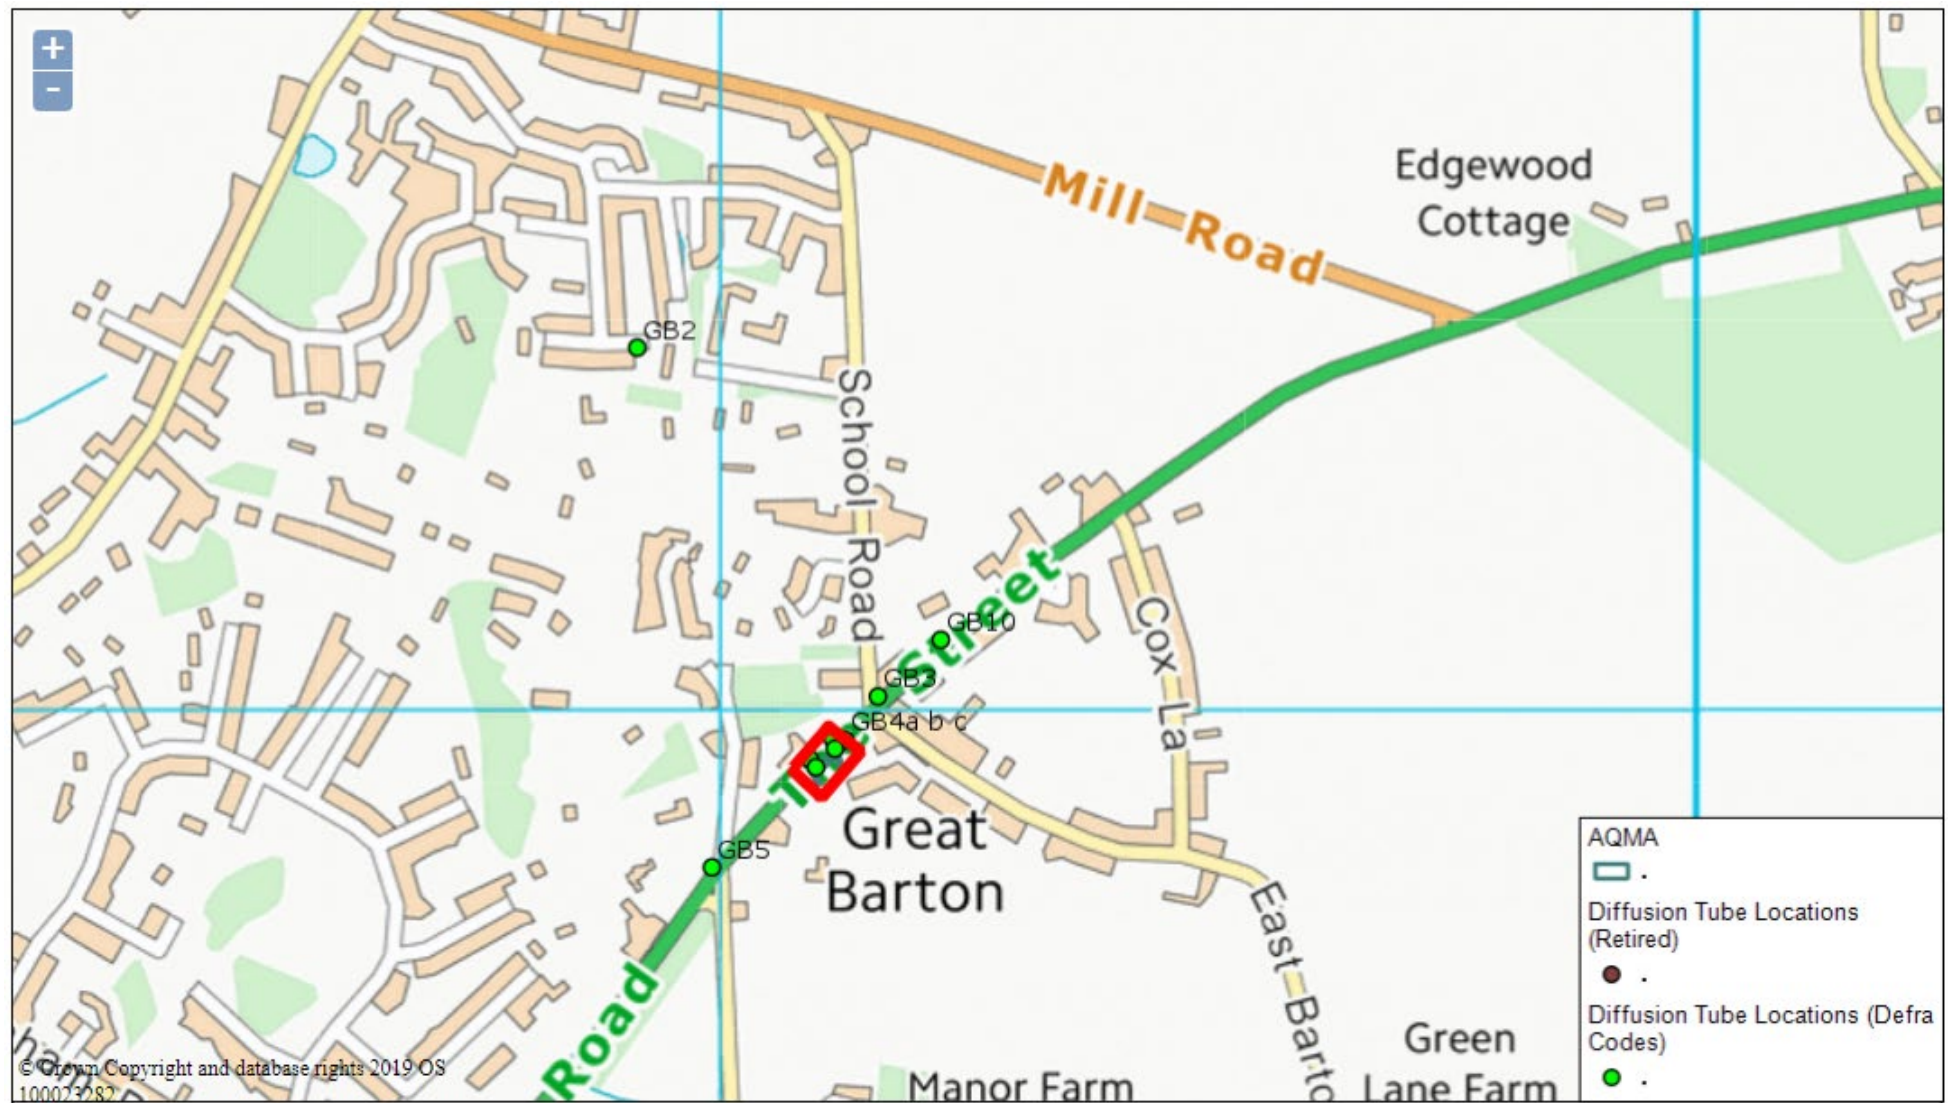 +
-
Mill Road
Edgewood
Cottage
GB2
School Road
GB10
The Street
Cox La
GB3
GB4a b c
Great
Barton
GB5
East Barto
Road
Green
Lane Farm
Manor Farm
© Crown Copyright and database rights 2019 OS
100023282
AQMA
.
Diffusion Tube Locations
(Retired)
.
Diffusion Tube Locations (Defra
Codes)
.